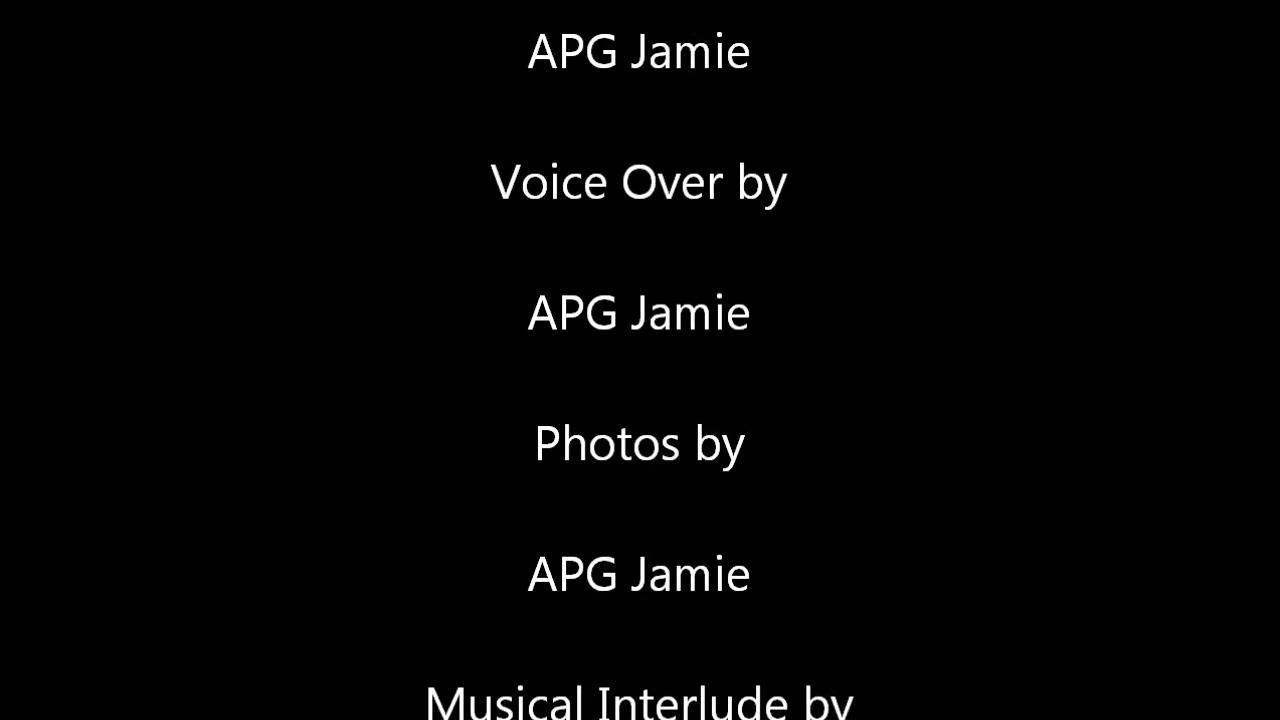 APG Jamie
Voice Over by
APG Jamie
Photos by
APG Jamie
Musical Interlude by